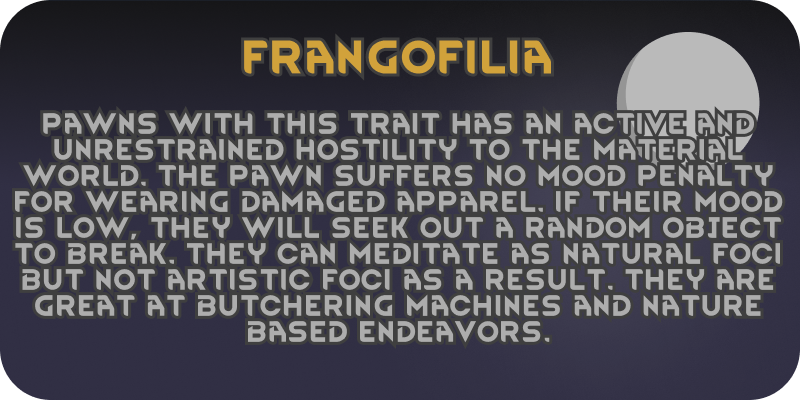 FRANGOFILIA
PAWNS WITH THIS TRAIT HAS AN ACTIVE AND
UNRESTRAINED HOSTILITY TO THE MATERIAL
WORLD. THE PAWN SUFFERS NO MOOD PENALTY
FOR WEARING DAMAGED APPAREL. IF THEIR MOOD
IS LOW, THEY WILL SEEK OUT A RANDOM OBJECT
TO BREAK. THEY CAN MEDITATE AS NATURAL FOCI
BUT NOT ARTISTIC FOCI AS A RESULT. THEY ARE
GREAT AT BUTCHERING MACHINES AND NATURE
BASED ENDEAVORS.